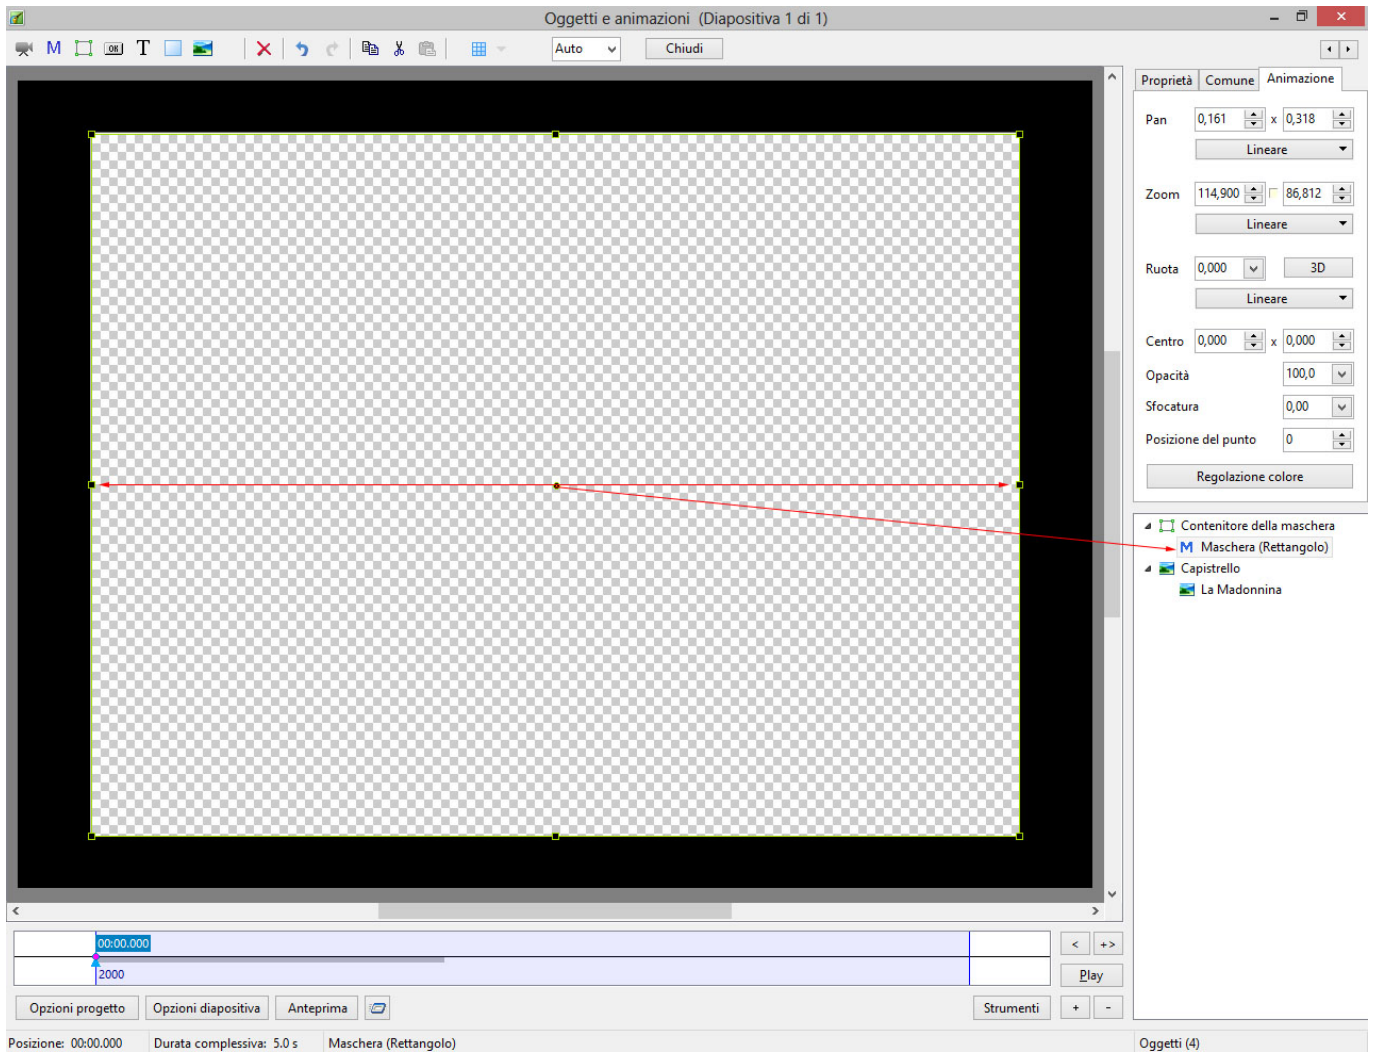 Oggetti e animazioni (Diapositiva 1 di 1)
M OK T Auto Chiudi
Proprietà Comune Animazione
Pan 0,161 x 0,318
Lineare
Zoom 114,900 86,812
Lineare
Ruota 0,000 3D
Lineare
Centro 0,000 x 0,000
Opacità 100,0
Sfocatura 0,00
Posizione del punto 0
Regolazione colore
Contenitore della maschera
M Maschera (Rettangolo)
Capistrello
La Madonnina
00:00.000
2000
< +>
Play
Opzioni progetto Opzioni diapositiva Anteprima Strumenti + -
Posizione: 00:00.000 Durata complessiva: 5.0 s Maschera (Rettangolo) Oggetti (4)